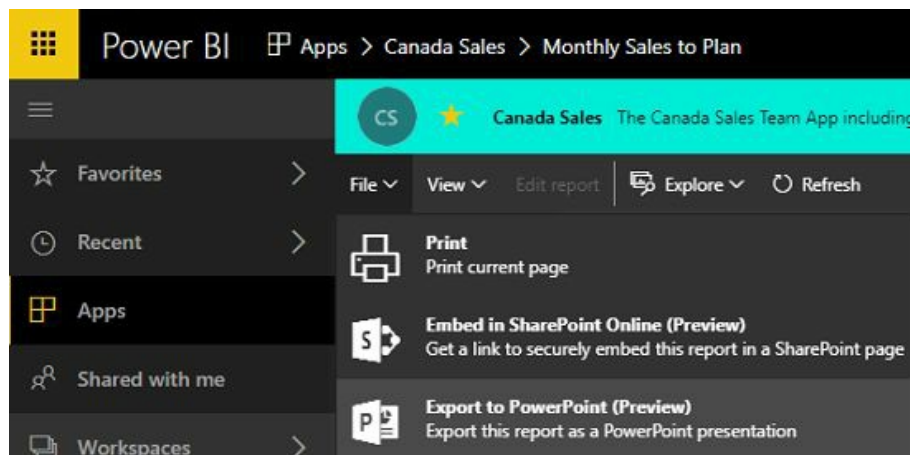 Power BI Apps > Canada Sales > Monthly Sales to Plan
CS Canada Sales The Canada Sales Team App including
Favorites
File View Edit report Explore Refresh
Recent
Print
Print current page
Apps
Embed in SharePoint Online (Preview)
Get a link to securely embed this report in a SharePoint page
Shared with me
Export to PowerPoint (Preview)
Export this report as a PowerPoint presentation
Workspaces